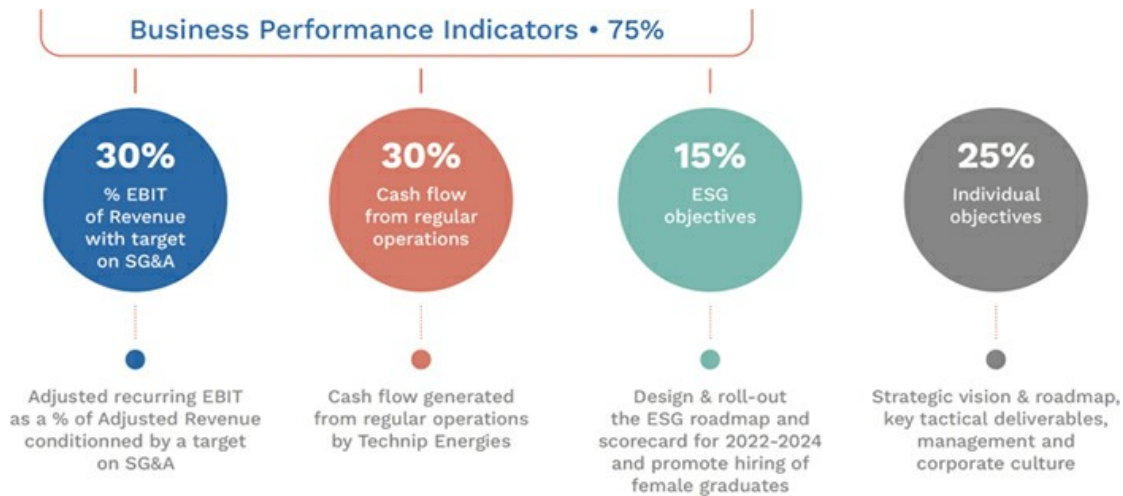 Business Performance Indicators • 75%
30%
% EBIT
of Revenue
with target
on SG&A
30%
Cash flow
from regular
operations
15%
ESG
objectives
25%
Individual
objectives
Adjusted recurring EBIT
as a % of Adjusted Revenue
conditionned by a target
on SG&A
Cash flow generated
from regular operations
by Technip Energies
Design & roll-out
the ESG roadmap and
scorecard for 2022-2024
and promote hiring of
female graduates
Strategic vision & roadmap,
key tactical deliverables,
management and
corporate culture